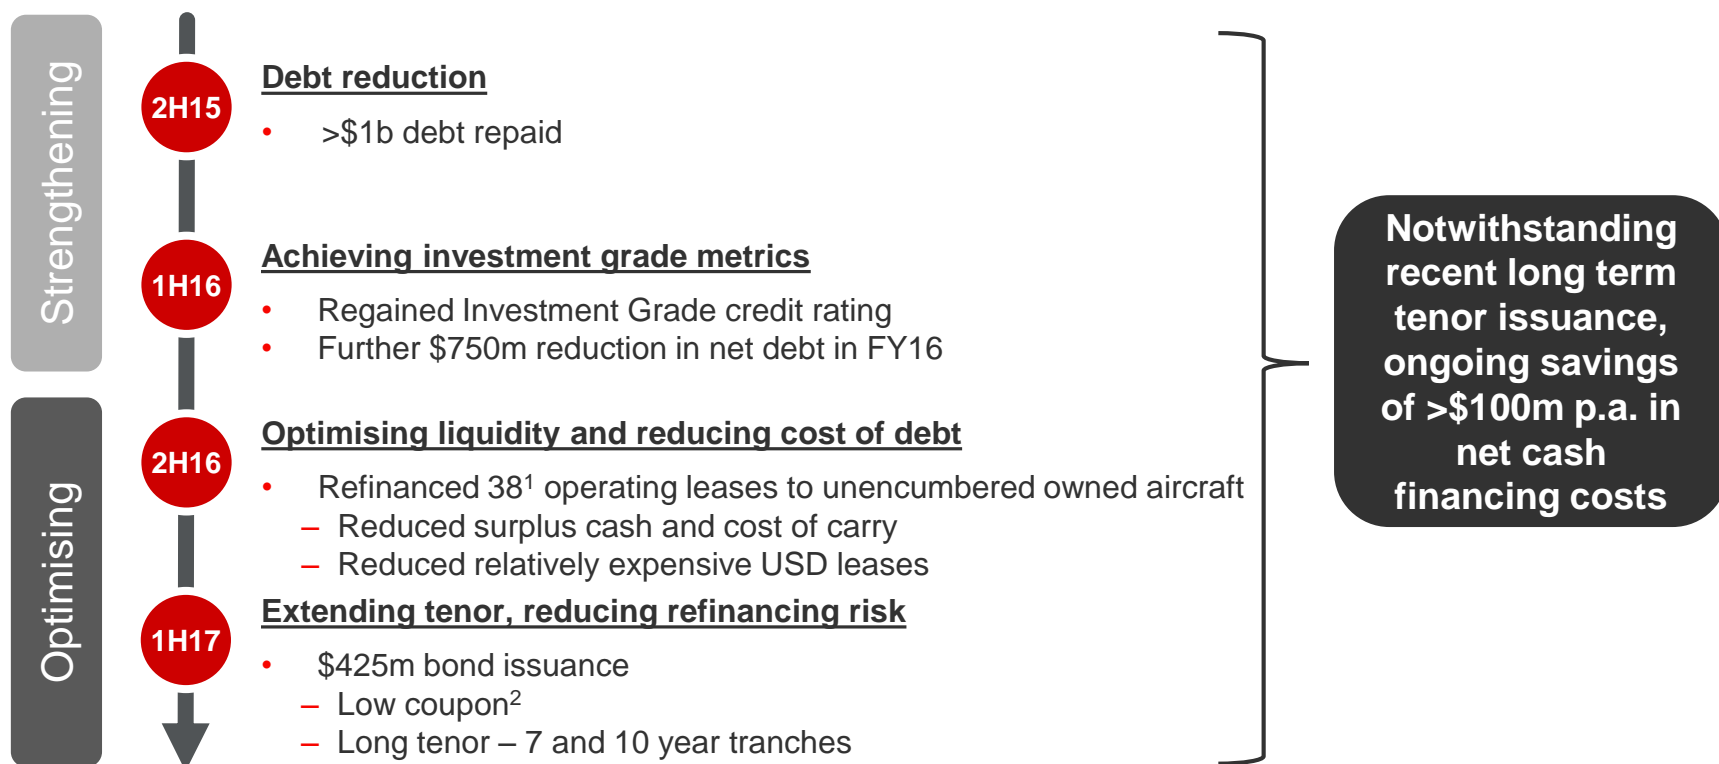 Strengthening
2H15
Debt reduction
• >$1b debt repaid
1H16
Achieving investment grade metrics
• Regained Investment Grade credit rating
• Further $750m reduction in net debt in FY16
Optimising
2H16
Optimising liquidity and reducing cost of debt
• Refinanced 38¹ operating leases to unencumbered owned aircraft
– Reduced surplus cash and cost of carry
– Reduced relatively expensive USD leases
1H17
Extending tenor, reducing refinancing risk
• $425m bond issuance
– Low coupon²
– Long tenor – 7 and 10 year tranches
Notwithstanding
recent long term
tenor issuance,
ongoing savings
of >$100m p.a. in
net cash
financing costs